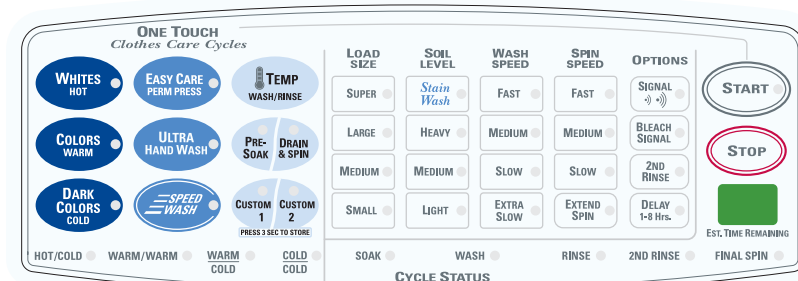 ONE TOUCH
Clothes Care Cycles
WHITES
HOT
EASY CARE
PERM PRESS
TEMP
WASH/RINSE
COLORS
WARM
ULTRA
HAND WASH
PRE-
SOAK
DRAIN
& SPIN
DARK
COLORS
COLD
SPEED
WASH
CUSTOM
1
CUSTOM
2
PRESS 3 SEC TO STORE
LOAD
SIZE
SOIL
LEVEL
WASH
SPEED
SPIN
SPEED
OPTIONS
SUPER
Stain
Wash
FAST
FAST
SIGNAL
LARGE
HEAVY
MEDIUM
MEDIUM
BLEACH
SIGNAL
MEDIUM
MEDIUM
SLOW
SLOW
2ND
RINSE
SMALL
LIGHT
EXTRA
SLOW
EXTEND
SPIN
DELAY
1-8 Hrs.
START
STOP
EST. TIME REMAINING
HOT/COLD
WARM/WARM
WARM
COLD
COLD
COLD
SOAK
WASH
RINSE
2ND RINSE
FINAL SPIN
CYCLE STATUS